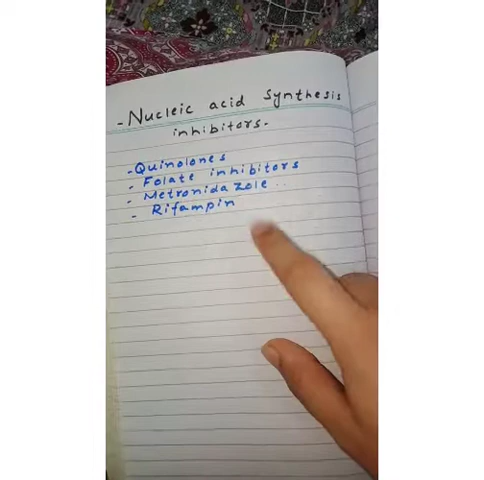 - Nucleic acid synthesis
inhibitors-
- Quinolones
- Folate inhibitors
- Metronidazole..
- Rifampin